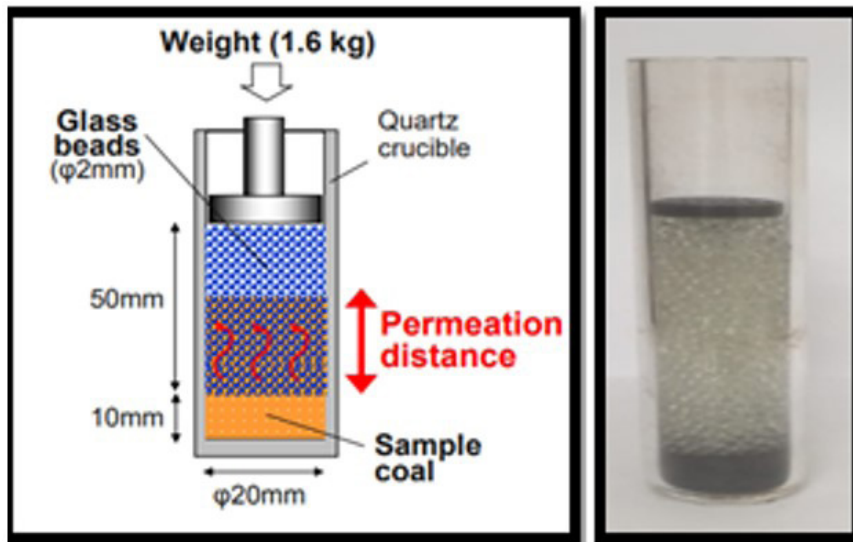 Weight (1.6 kg)
Glass
beads
(φ2mm)
Quartz
crucible
50mm
Permeation
distance
10mm
Sample
coal
φ20mm